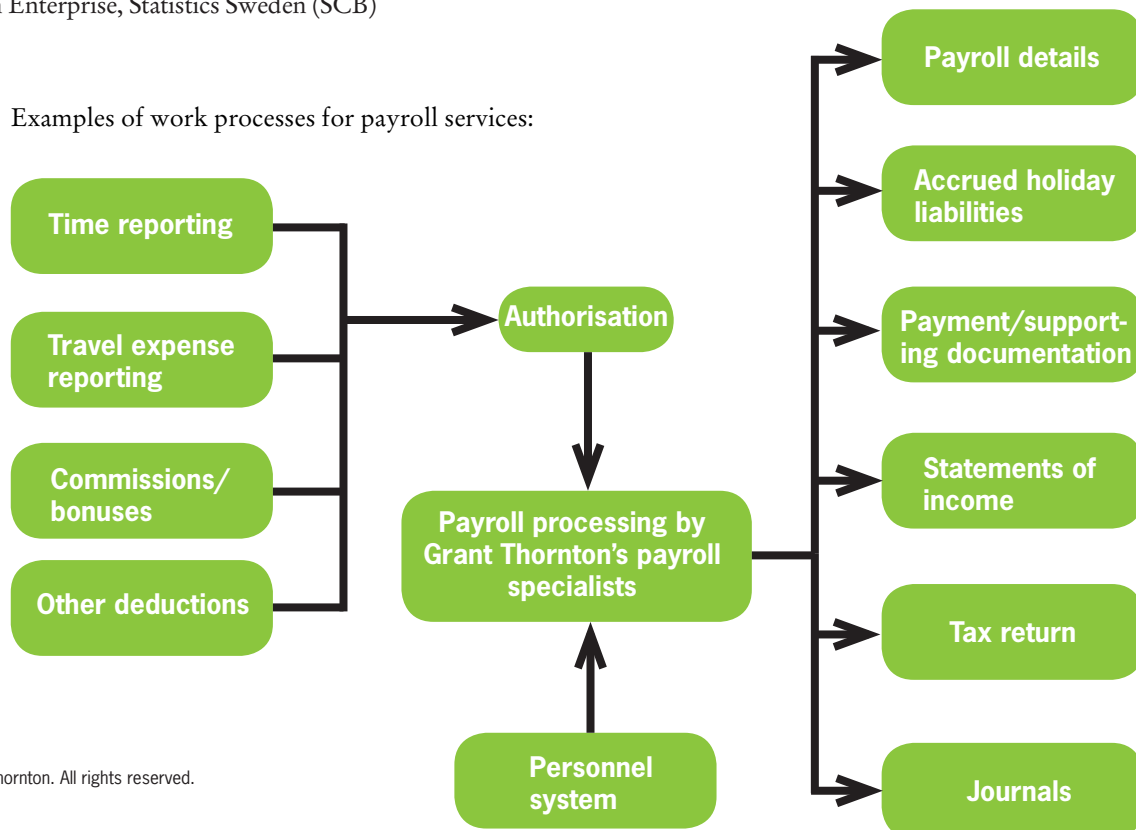 Enterprise, Statistics Sweden (SCB)
Examples of work processes for payroll services:
Time reporting
Travel expense
reporting
Commissions/
bonuses
Other deductions
Authorisation
Payroll processing by
Grant Thornton’s payroll
specialists
Personnel
system
Payroll details
Accrued holiday
liabilities
Payment/support-
ing documentation
Statements of
income
Tax return
Journals
hornton. All rights reserved.